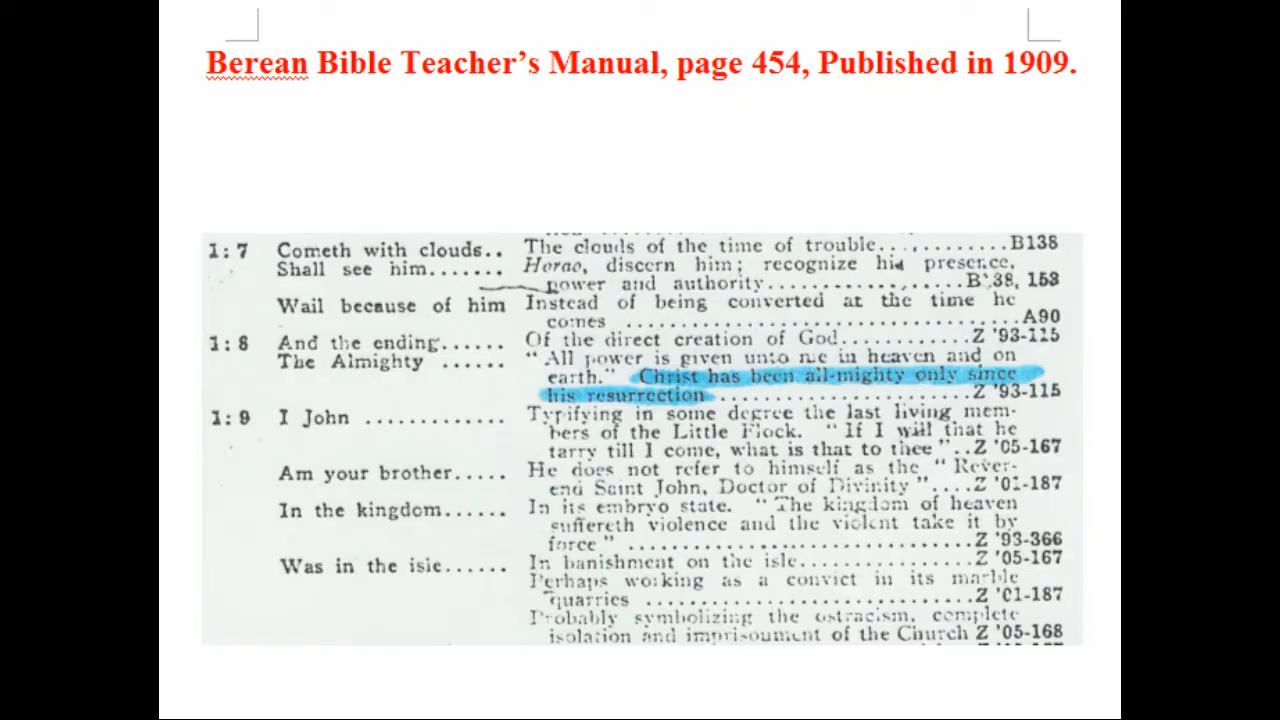 Berean Bible Teacher's Manual, page 454, Published in 1909.
1:7 Cometh with clouds.. The clouds of the time of trouble............B138
Shall see him....... Horao, discern him; recognize his presence,
power and authority....................B138, 153
Wail because of him Instead of being converted at the time he
comes ....................................A90
1:8 And the ending...... Of the direct creation of God............Z '93-115
The Almighty ...... "All power is given unto me in heaven and on
earth." Christ has been all-mighty only since
his resurrection ........................Z '93-115
1:9 I John ............. Typifying in some degree the last living mem-
bers of the Little Flock. "If I will that he
tarry till I come, what is that to thee"..Z '05-167
Am your brother..... He does not refer to himself as the "Rever-
end Saint John, Doctor of Divinity"....Z '01-187
In the kingdom...... In its embryo state. "The kingdom of heaven
suffereth violence and the violent take it by
force" ................................Z '93-366
Was in the isle...... In banishment on the isle................Z '05-167
Perhaps working as a convict in its marble
quarries ..............................Z '01-187
Probably symbolizing the ostracism, complete
isolation and imprisonment of the Church Z '05-168